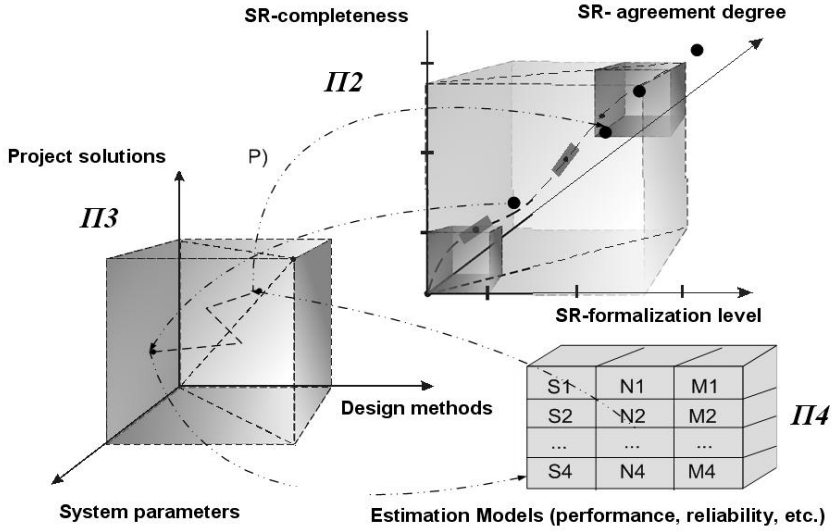 SR-completeness
SR- agreement degree
П2
Project solutions
P)
П3
SR-formalization level
Design methods
S1 N1 M1
S2 N2 M2
... ... ...
S4 N4 M4
П4
System parameters
Estimation Models (performance, reliability, etc.)